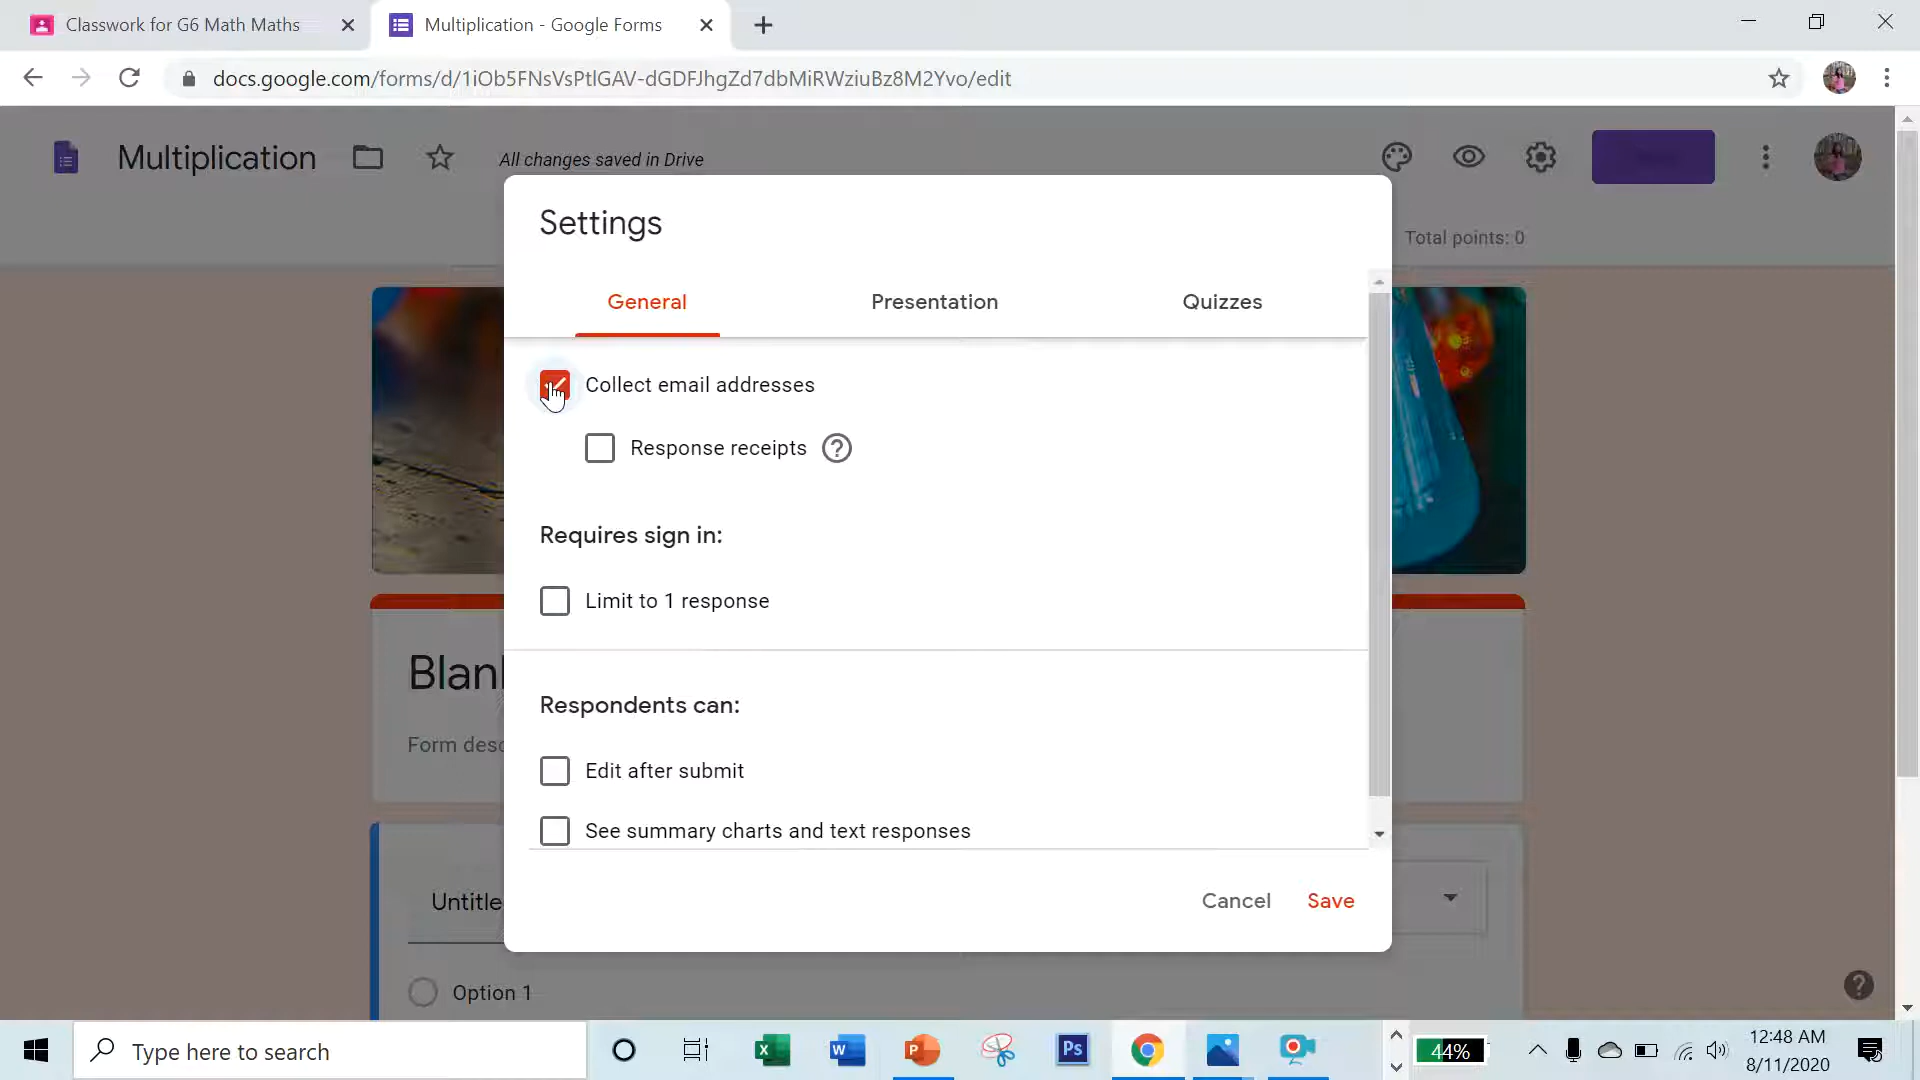 Classwork for G6 Math Maths
Multiplication - Google Forms
docs.google.com/forms/d/1iOb5FNsVsPtlGAV-dGDFJhgZd7dbMiRWziuBz8M2Yvo/edit
Multiplication
All changes saved in Drive
Total points: 0
Settings
General
Presentation
Quizzes
Collect email addresses
Response receipts
?
Requires sign in:
Limit to 1 response
Respondents can:
Edit after submit
See summary charts and text responses
Cancel
Save
Blan
Form desc
Untitle
Option 1
?
Type here to search
X
W
P
Ps
44%
12:48 AM
8/11/2020